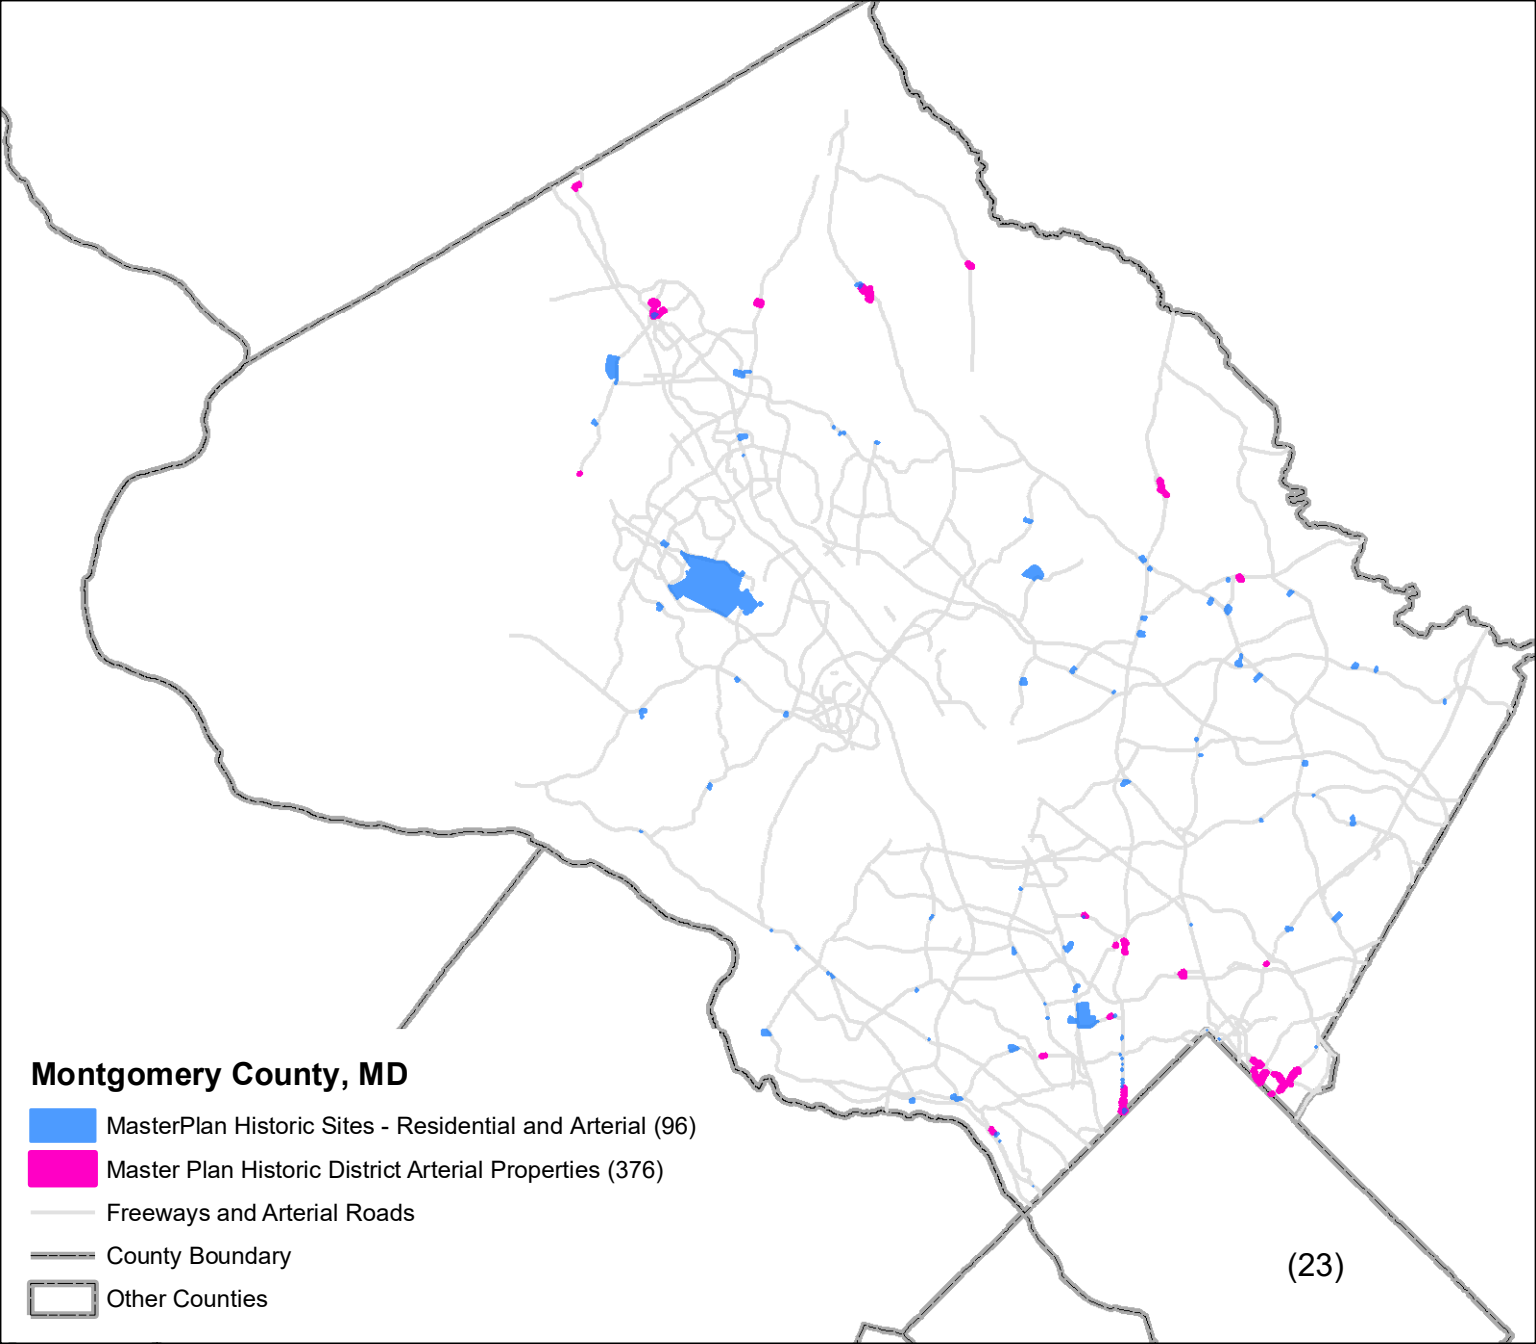 Montgomery County, MD
MasterPlan Historic Sites - Residential and Arterial (96)
Master Plan Historic District Arterial Properties (376)
Freeways and Arterial Roads
County Boundary
Other Counties
(23)